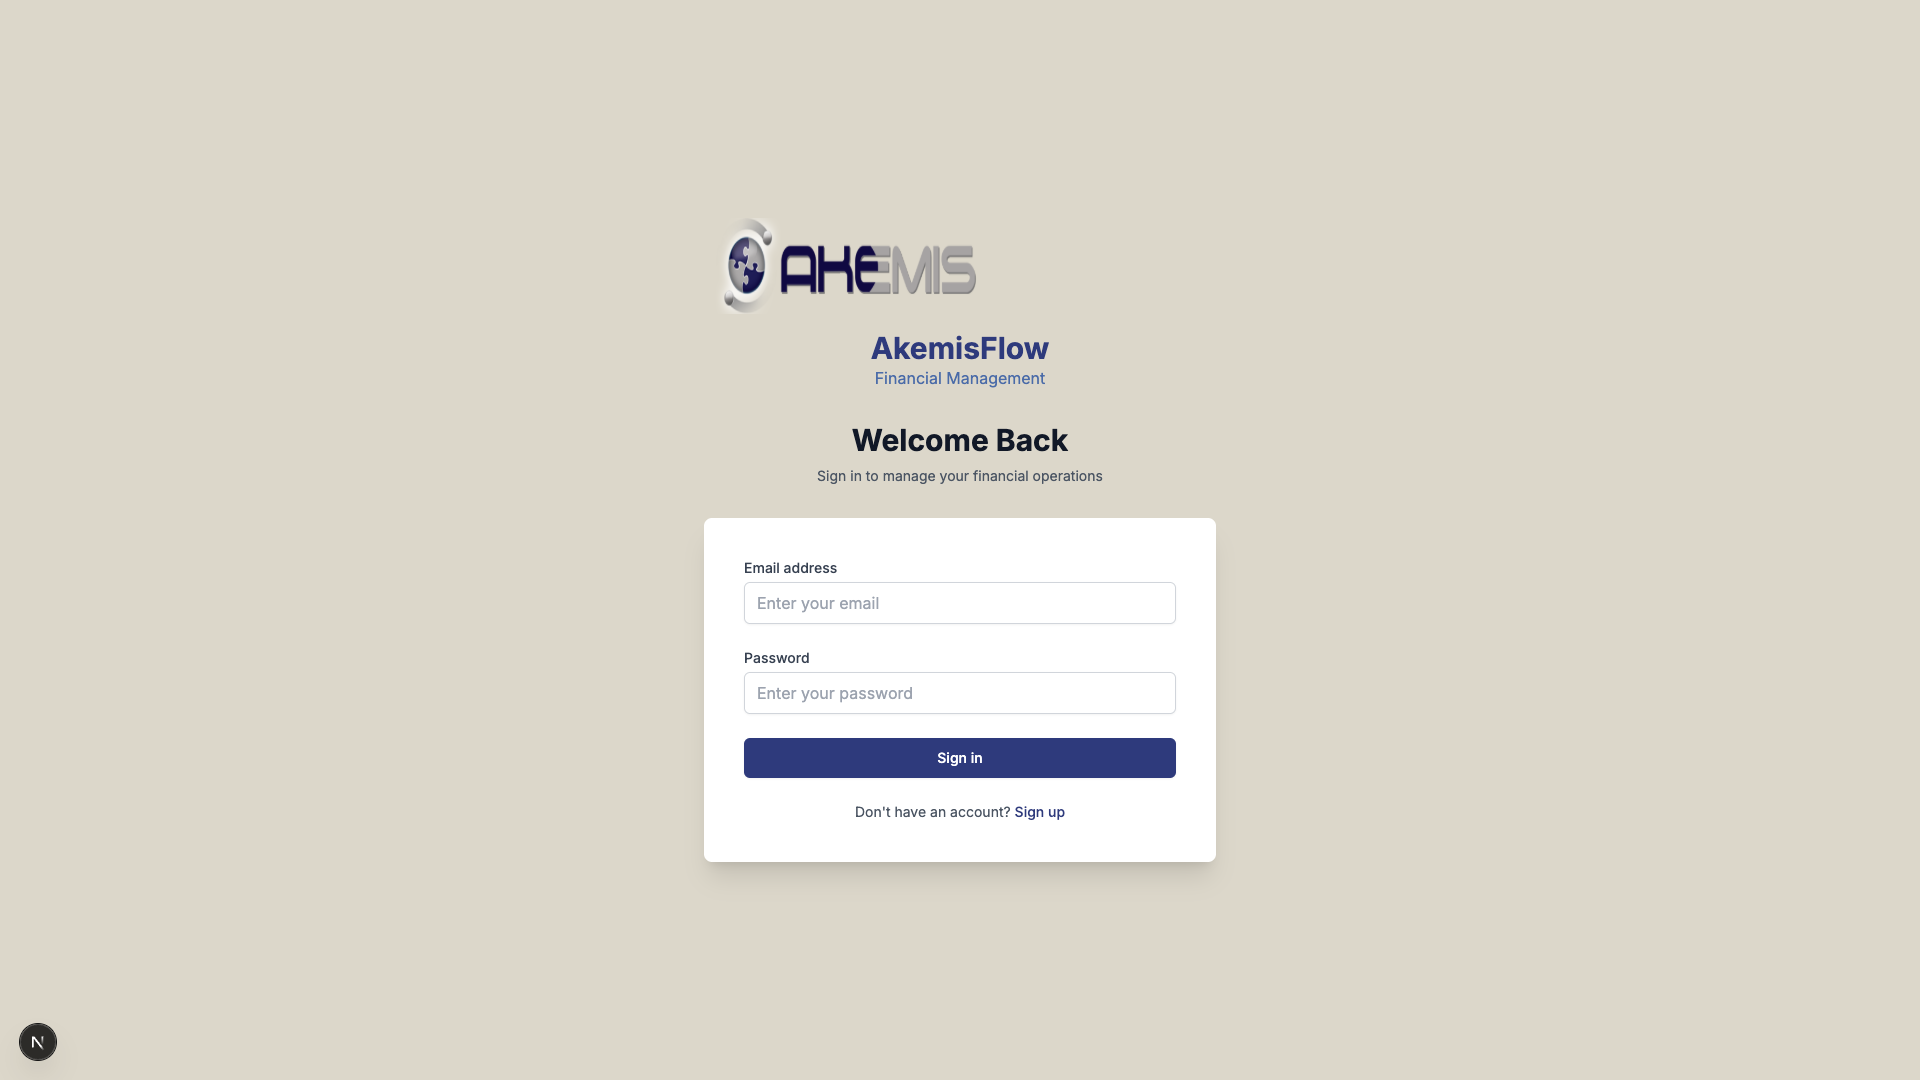 AKEMIS
AkemisFlow
Financial Management
Welcome Back
Sign in to manage your financial operations
Email address
Enter your email
Password
Enter your password
Sign in
Don't have an account? Sign up
N